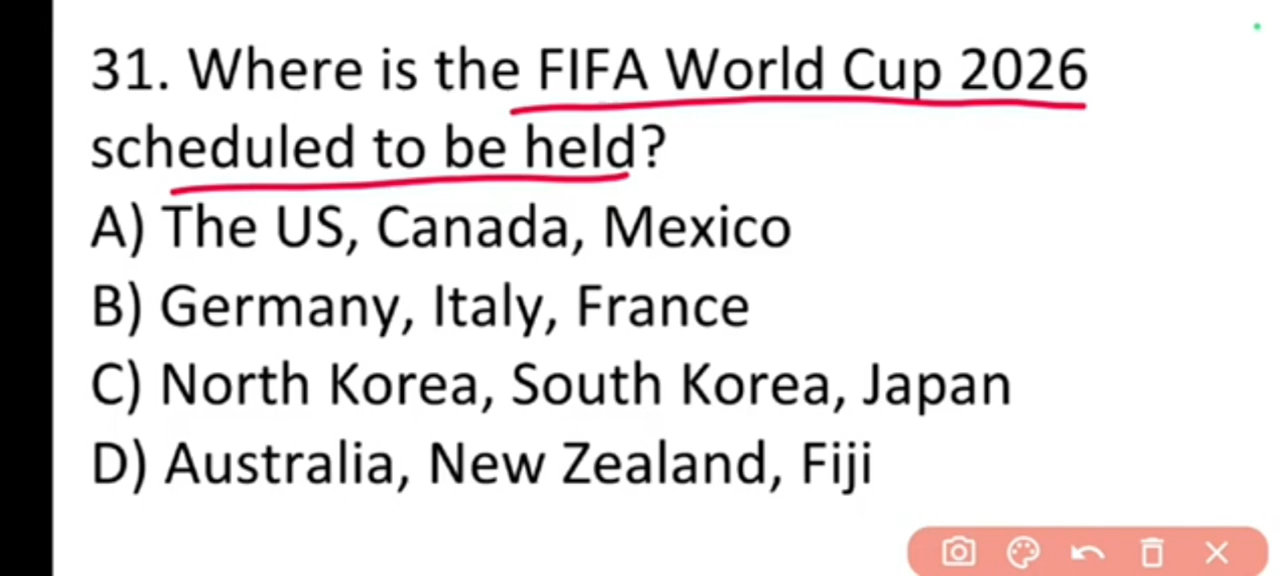 31. Where is the FIFA World Cup 2026
scheduled to be held?
A) The US, Canada, Mexico
B) Germany, Italy, France
C) North Korea, South Korea, Japan
D) Australia, New Zealand, Fiji